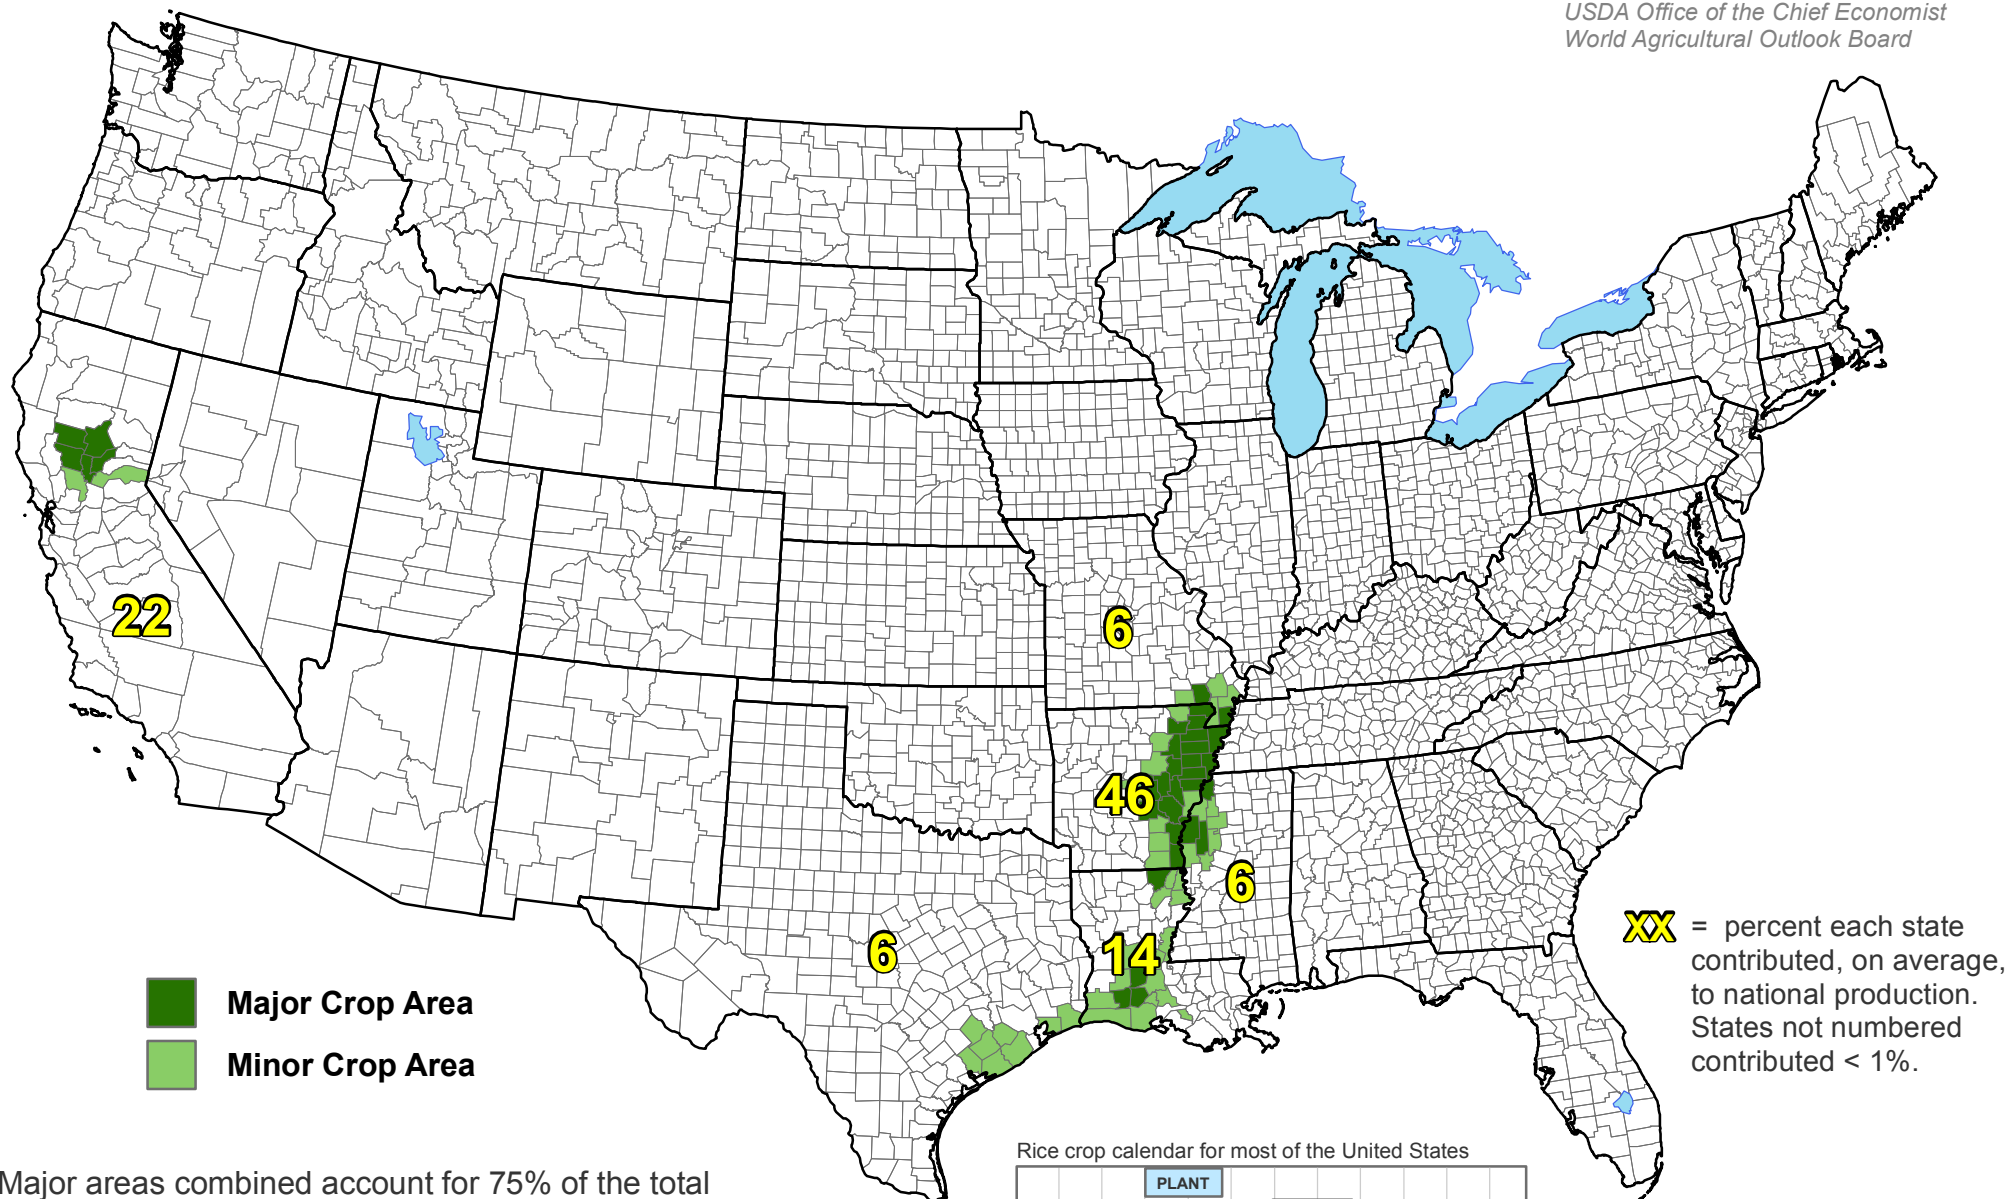 USDA Office of the Chief Economist
World Agricultural Outlook Board
22
6
46
6
6
14
XX = percent each state
contributed, on average,
to national production.
States not numbered
contributed < 1%.
Major Crop Area
Minor Crop Area
Major areas combined account for 75% of the total
Rice crop calendar for most of the United States
PLANT